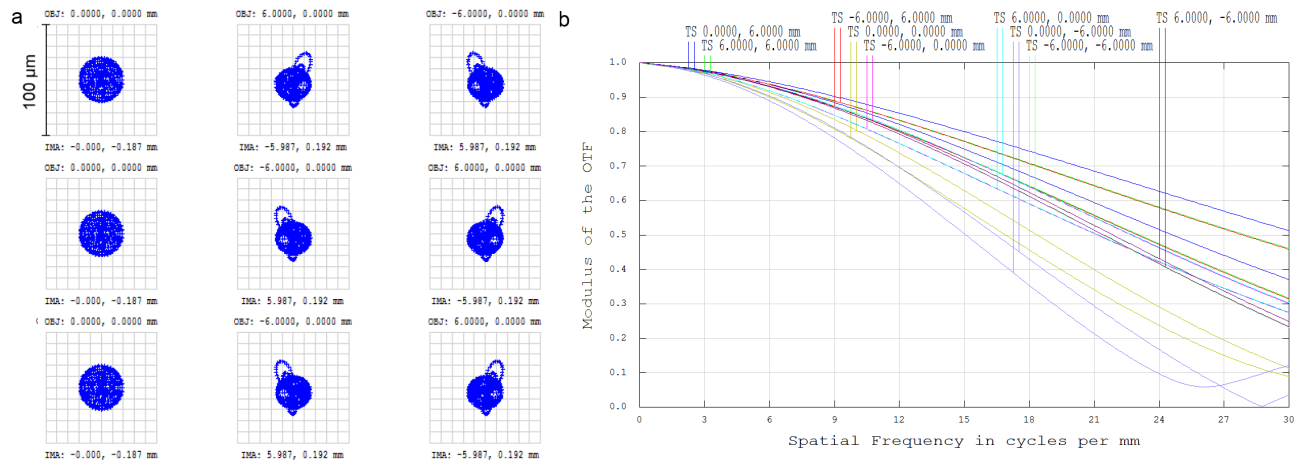 a
OBJ: 0.0000, 0.0000 mm
OBJ: 6.0000, 0.0000 mm
OBJ: -6.0000, 0.0000 mm
100 µm
IMA: -0.000, -0.187 mm
IMA: -5.987, 0.192 mm
IMA: 5.987, 0.192 mm
OBJ: 0.0000, 0.0000 mm
OBJ: -6.0000, 0.0000 mm
OBJ: 6.0000, 0.0000 mm
IMA: -0.000, -0.187 mm
IMA: 5.987, 0.192 mm
IMA: -5.987, 0.192 mm
OBJ: 0.0000, 0.0000 mm
OBJ: -6.0000, 0.0000 mm
OBJ: 6.0000, 0.0000 mm
IMA: -0.000, -0.187 mm
IMA: 5.987, 0.192 mm
IMA: -5.987, 0.192 mm
b
TS -6.0000, 6.0000 mm
TS 6.0000, 0.0000 mm
TS 6.0000, -6.0000 mm
TS 0.0000, 6.0000 mm
TS 0.0000, 0.0000 mm
TS 0.0000, -6.0000 mm
TS 6.0000, 6.0000 mm
TS -6.0000, 0.0000 mm
TS -6.0000, -6.0000 mm
1.0
0.9
0.8
0.7
0.6
0.5
0.4
0.3
0.2
0.1
0.0
Modulus of the OTF
0
3
6
9
12
15
18
21
24
27
30
Spatial Frequency in cycles per mm